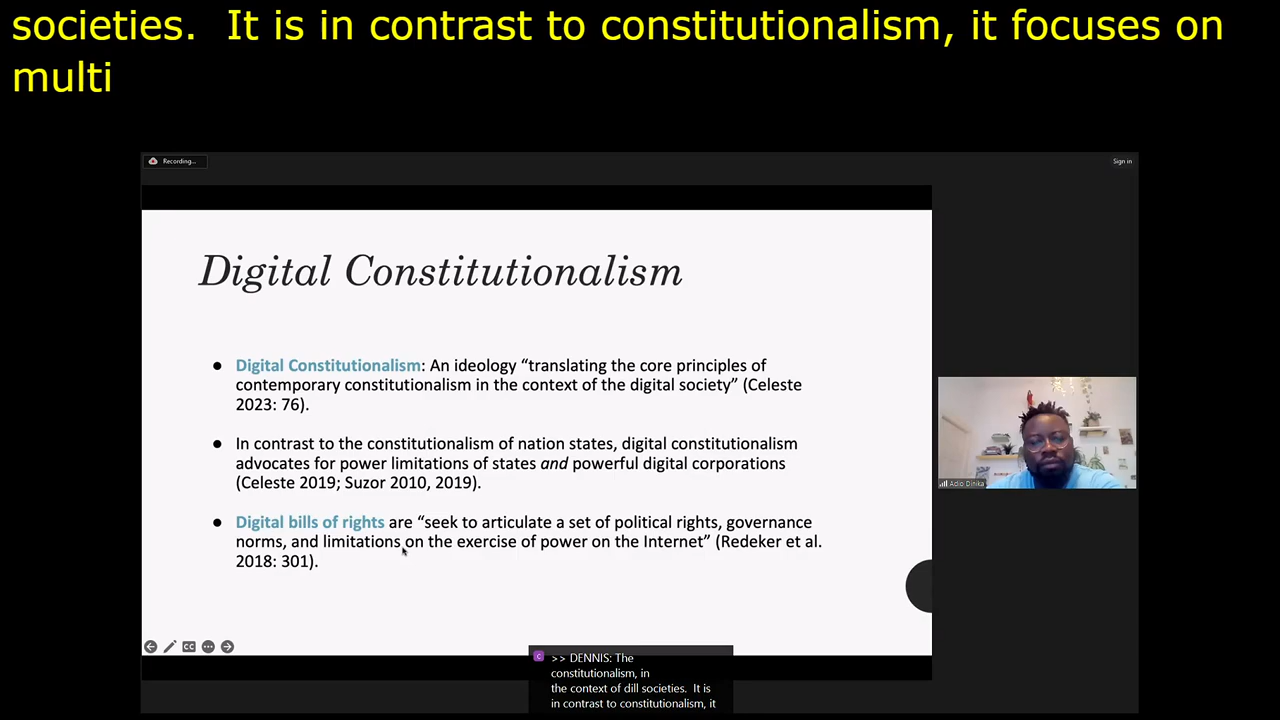 societies.  It is in contrast to constitutionalism, it focuses on
multi
Recording...
Sign in
Digital Constitutionalism
● Digital Constitutionalism: An ideology “translating the core principles of
contemporary constitutionalism in the context of the digital society” (Celeste
2023: 76).
● In contrast to the constitutionalism of nation states, digital constitutionalism
advocates for power limitations of states and powerful digital corporations
(Celeste 2019; Suzor 2010, 2019).
● Digital bills of rights are “seek to articulate a set of political rights, governance
norms, and limitations on the exercise of power on the Internet” (Redeker et al.
2018: 301).
Adio Dinika
CC
C
>> DENNIS: The
constitutionalism, in
the context of dill societies.  It is
in contrast to constitutionalism, it